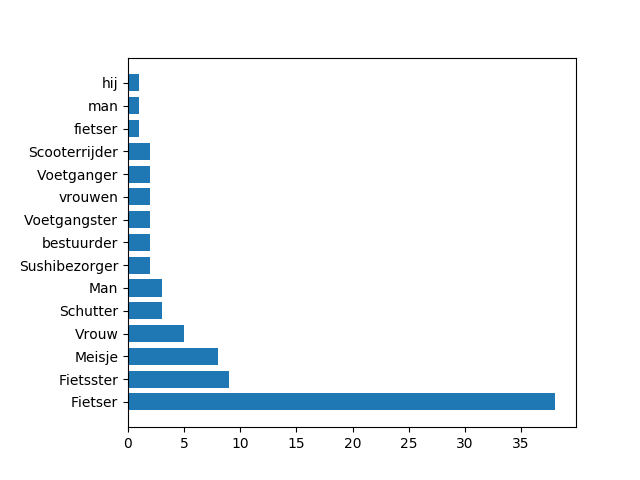 hij
man
fietser
Scooterrijder
Voetganger
vrouwen
Voetgangster
bestuurder
Sushibezorger
Man
Schutter
Vrouw
Meisje
Fietsster
Fietser
0 5 10 15 20 25 30 35